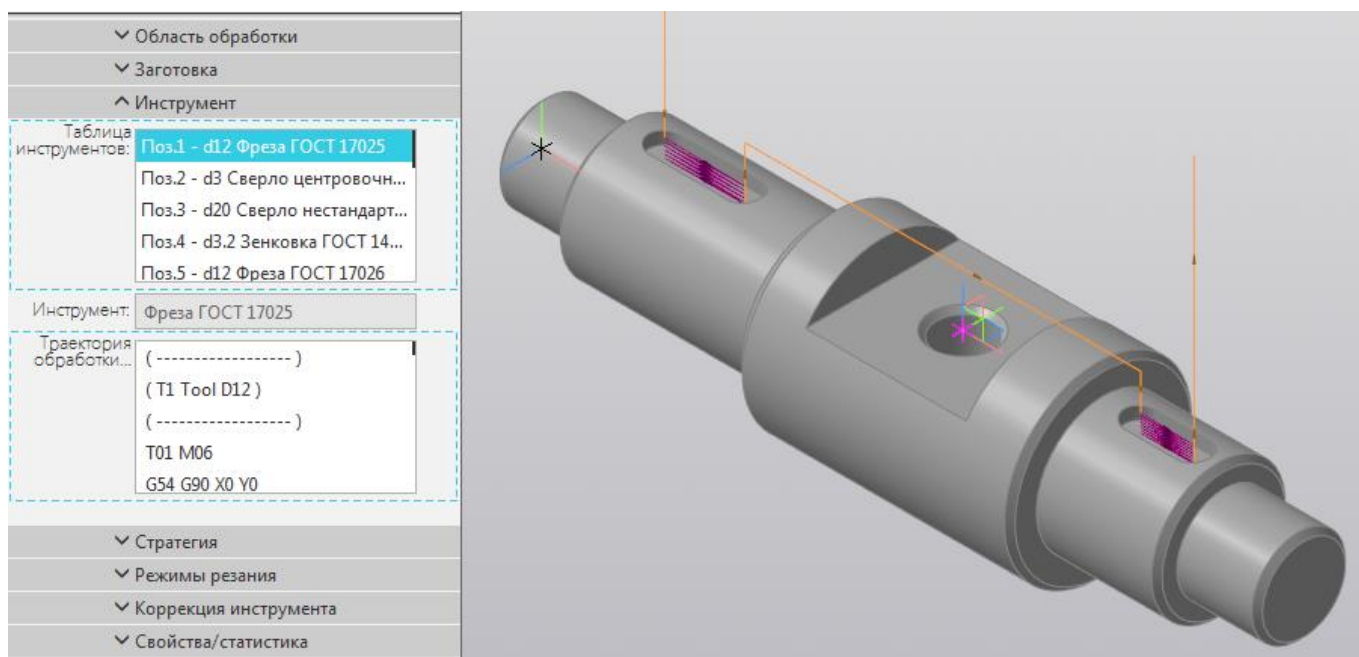 Область обработки
Заготовка
Инструмент
Таблица
инструментов:
Поз.1 - d12 Фреза ГОСТ 17025
Поз.2 - d3 Сверло центровочн...
Поз.3 - d20 Сверло нестандарт...
Поз.4 - d3.2 Зенковка ГОСТ 14...
Поз.5 - d12 Фреза ГОСТ 17026
Инструмент:
Фреза ГОСТ 17025
Траектория
обработки...
( ------------------ )
( T1 Tool D12 )
( ------------------ )
T01 M06
G54 G90 X0 Y0
Стратегия
Режимы резания
Коррекция инструмента
Свойства/статистика